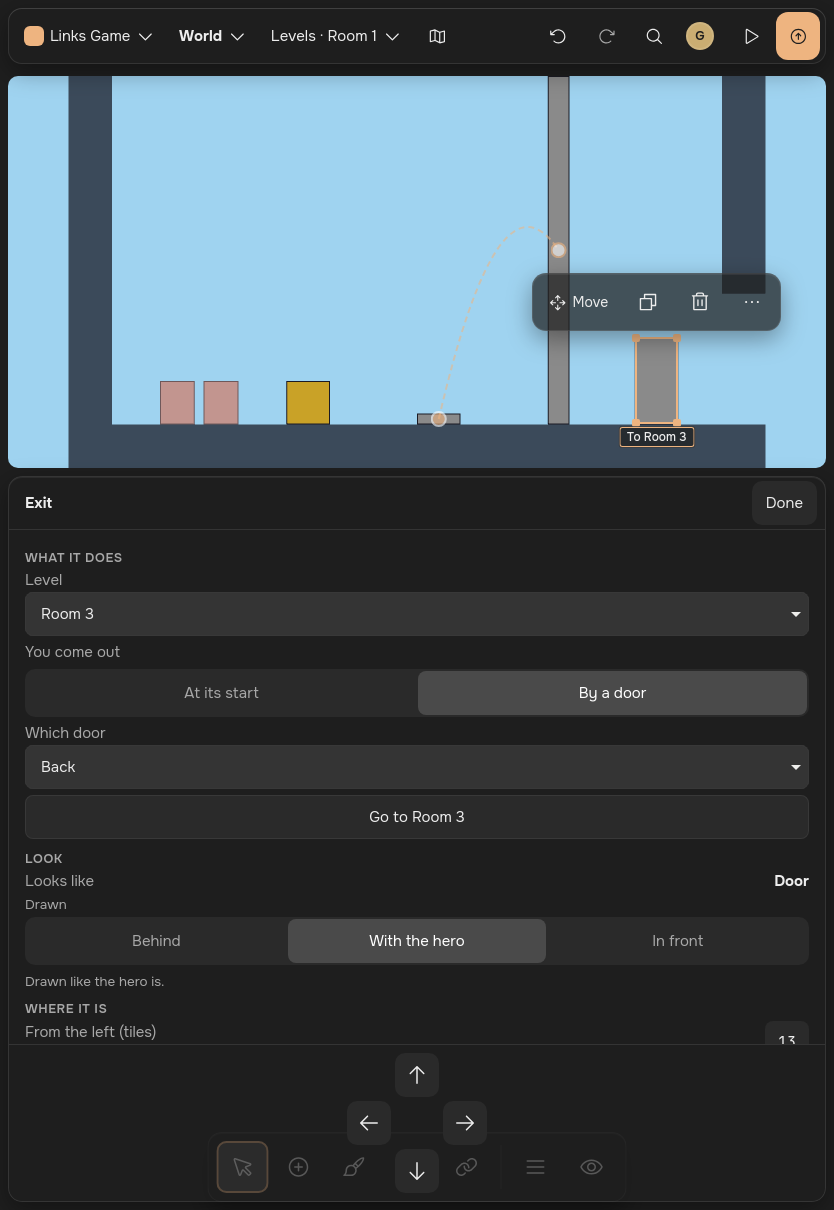 Links Game
World
Levels · Room 1
G
Move
To Room 3
Exit
Done
WHAT IT DOES
Level
Room 3
You come out
At its start
By a door
Which door
Back
Go to Room 3
LOOK
Looks like
Door
Drawn
Behind
With the hero
In front
Drawn like the hero is.
WHERE IT IS
From the left (tiles)
13